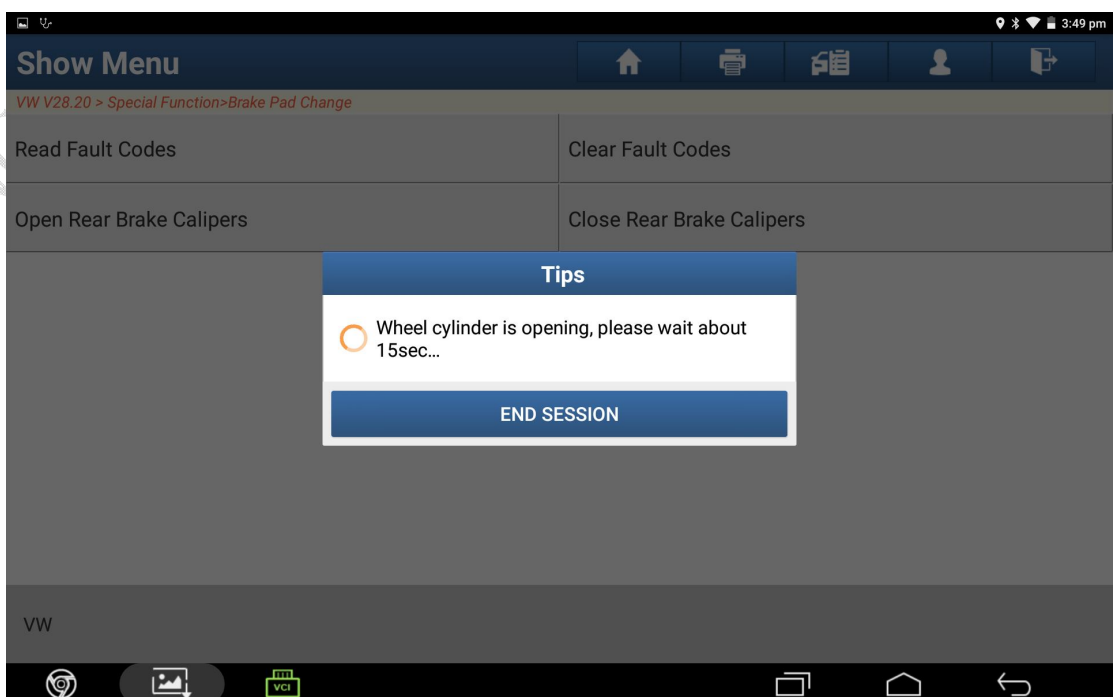 3:49 pm
Show Menu
VW V28.20 > Special Function>Brake Pad Change
Read Fault Codes
Clear Fault Codes
Open Rear Brake Calipers
Close Rear Brake Calipers
Tips
Wheel cylinder is opening, please wait about
15sec...
END SESSION
VW
VCI